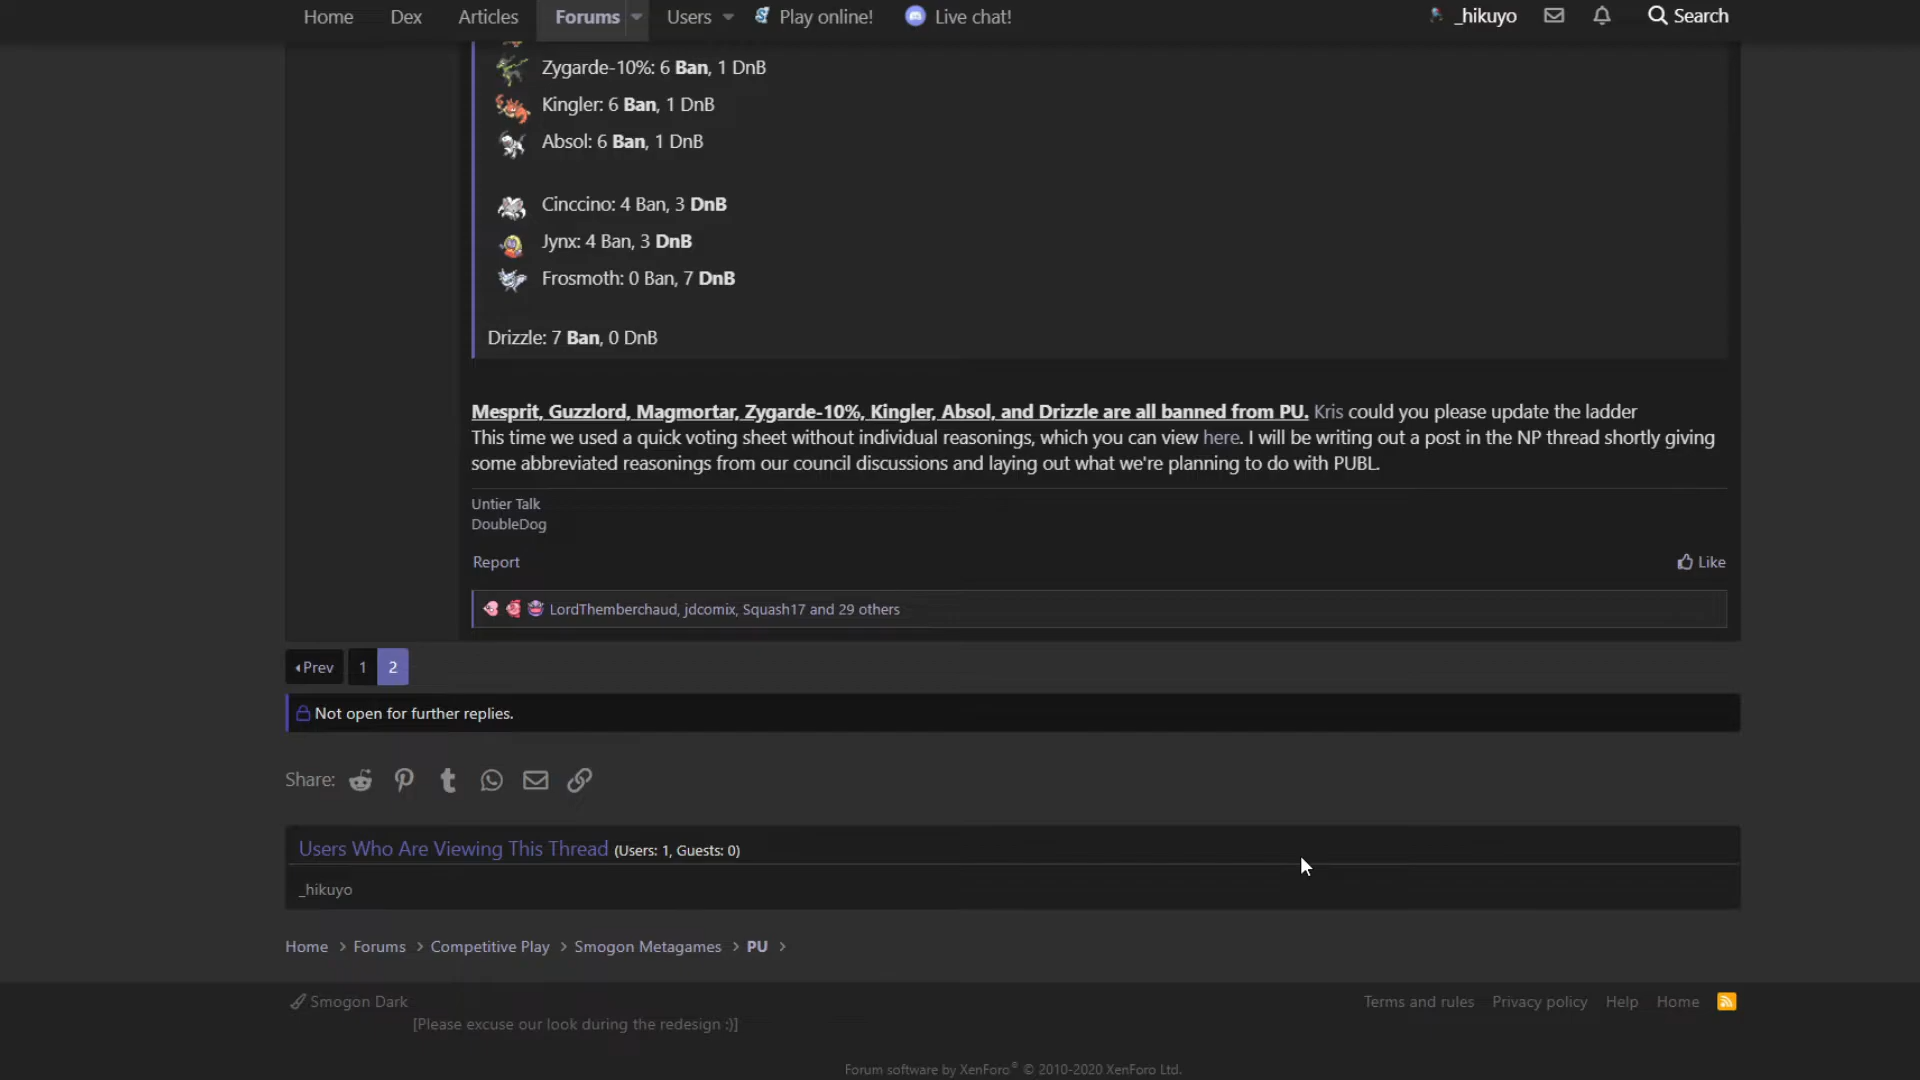 Home Dex Articles Forums Users Play online! Live chat! _hikuyo Search
Zygarde-10%: 6 Ban, 1 DnB
Kingler: 6 Ban, 1 DnB
Absol: 6 Ban, 1 DnB
Cinccino: 4 Ban, 3 DnB
Jynx: 4 Ban, 3 DnB
Frosmoth: 0 Ban, 7 DnB
Drizzle: 7 Ban, 0 DnB
Mesprit, Guzzlord, Magmortar, Zygarde-10%, Kingler, Absol, and Drizzle are all banned from PU. Kris could you please update the ladder
This time we used a quick voting sheet without individual reasonings, which you can view here. I will be writing out a post in the NP thread shortly giving
some abbreviated reasonings from our council discussions and laying out what we're planning to do with PUBL.
Untier Talk
DoubleDog
Report Like
LordThemberchaud, jdcomix, Squash17 and 29 others
Prev 1 2
Not open for further replies.
Share:
Users Who Are Viewing This Thread (Users: 1, Guests: 0)
_hikuyo
Home > Forums > Competitive Play > Smogon Metagames > PU >
Smogon Dark Terms and rules Privacy policy Help Home
[Please excuse our look during the redesign :)]
Forum software by XenForo® © 2010-2020 XenForo Ltd.